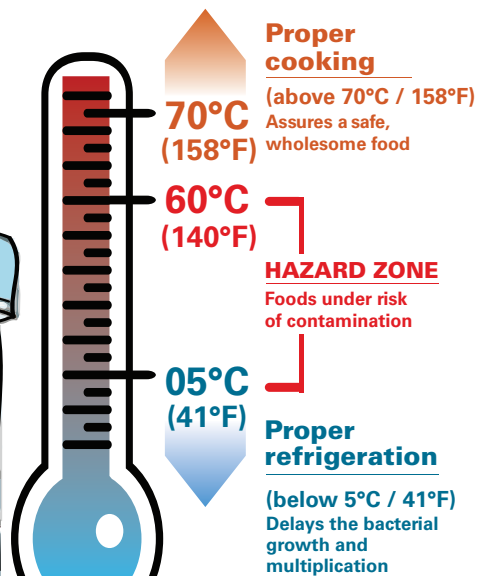 Proper
cooking
(above 70°C / 158°F)
Assures a safe,
wholesome food
70°C
(158°F)
60°C
(140°F)
HAZARD ZONE
Foods under risk
of contamination
05°C
(41°F)
Proper
refrigeration
(below 5°C / 41°F)
Delays the bacterial
growth and
multiplication